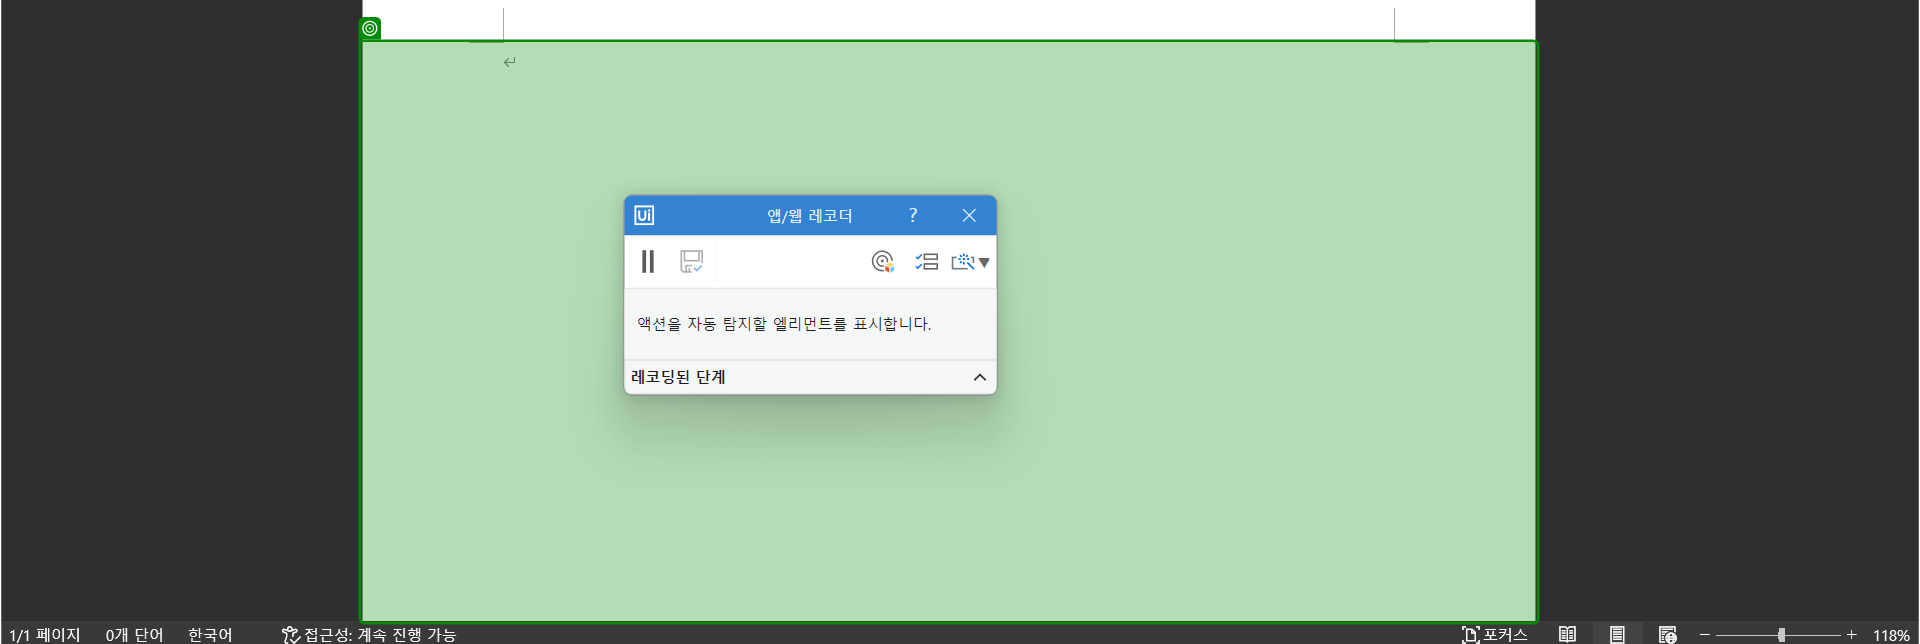 Ui 앱/웹 레코더 ?
액션을 자동 탐지할 엘리먼트를 표시합니다.
레코딩된 단계
1/1 페이지 0개 단어 한국어 접근성: 계속 진행 가능 포커스 118%